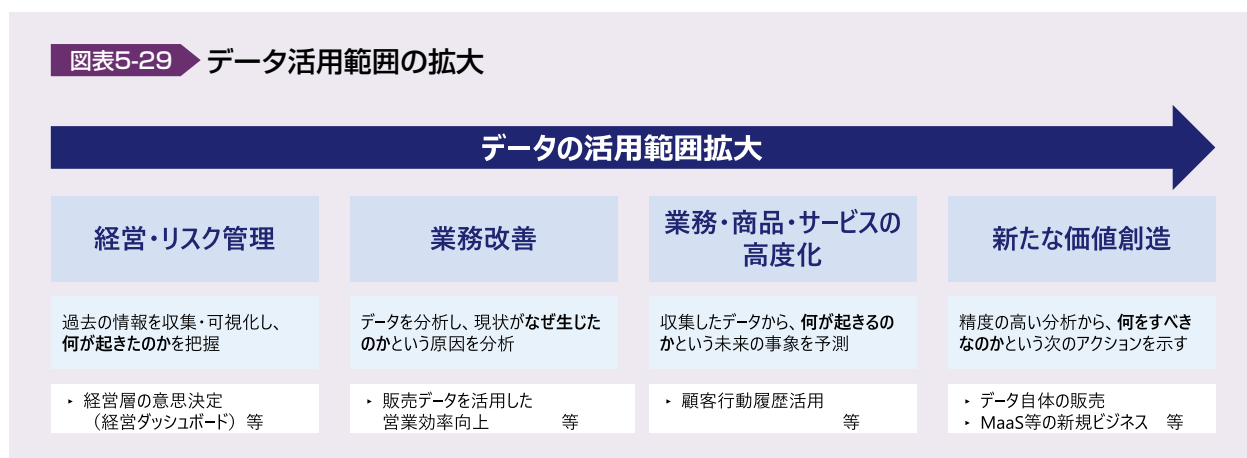 図表5-29 データ活用範囲の拡大
データの活用範囲拡大
経営・リスク管理
過去の情報を収集・可視化し、
何が起きたのかを把握
‣ 経営層の意思決定
（経営ダッシュボード）等
業務改善
データを分析し、現状がなぜ生じた
のかという原因を分析
‣ 販売データを活用した
営業効率向上 等
業務・商品・サービスの
高度化
収集したデータから、何が起きるの
かという未来の事象を予測
‣ 顧客行動履歴活用
等
新たな価値創造
精度の高い分析から、何をすべき
なのかという次のアクションを示す
‣ データ自体の販売
‣ MaaS等の新規ビジネス 等